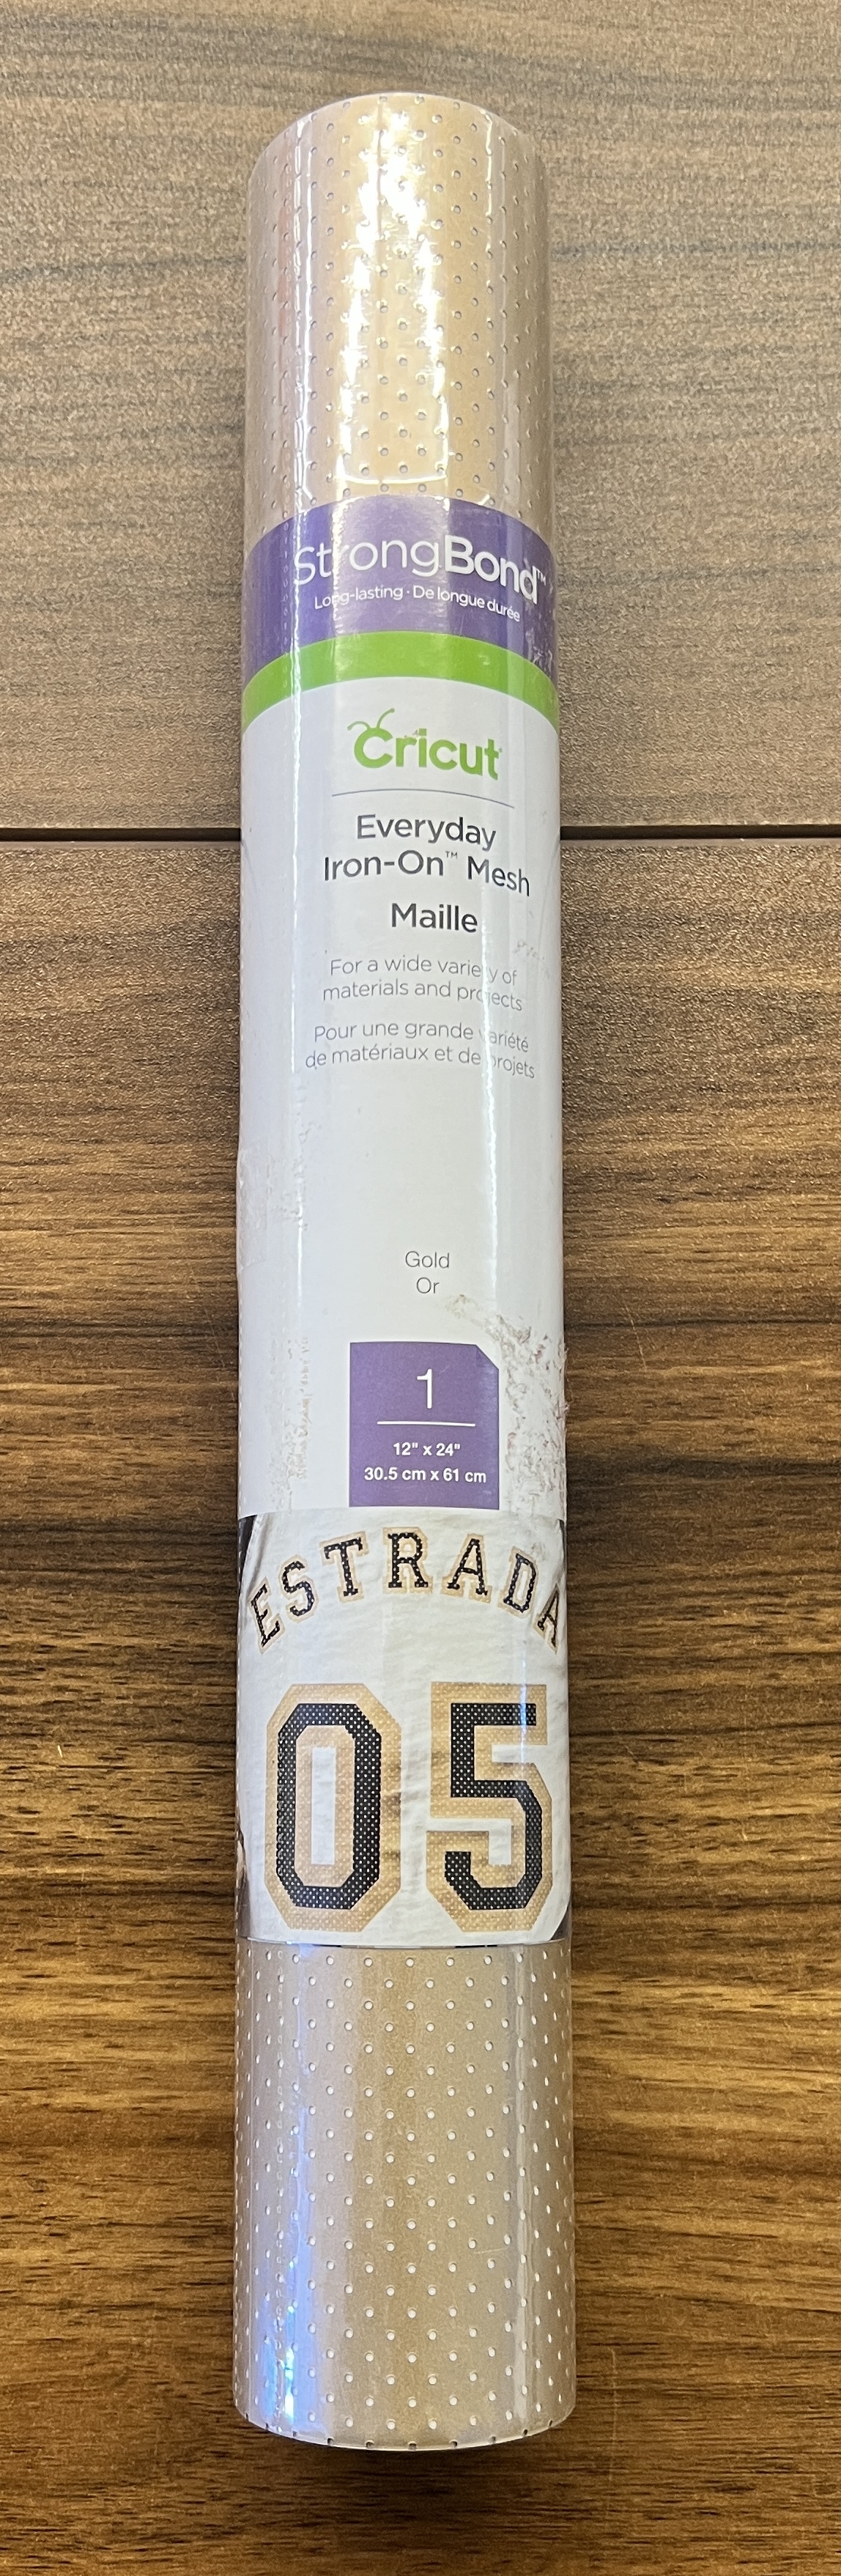 StrongBond™
Long-lasting · De longue durée
Cricut
Everyday
Iron-On™ Mesh
Maille
For a wide variety of
materials and projects
Pour une grande variété
de matériaux et de projets
Gold
Or
1
12" x 24"
30.5 cm x 61 cm
ESTRADA
05